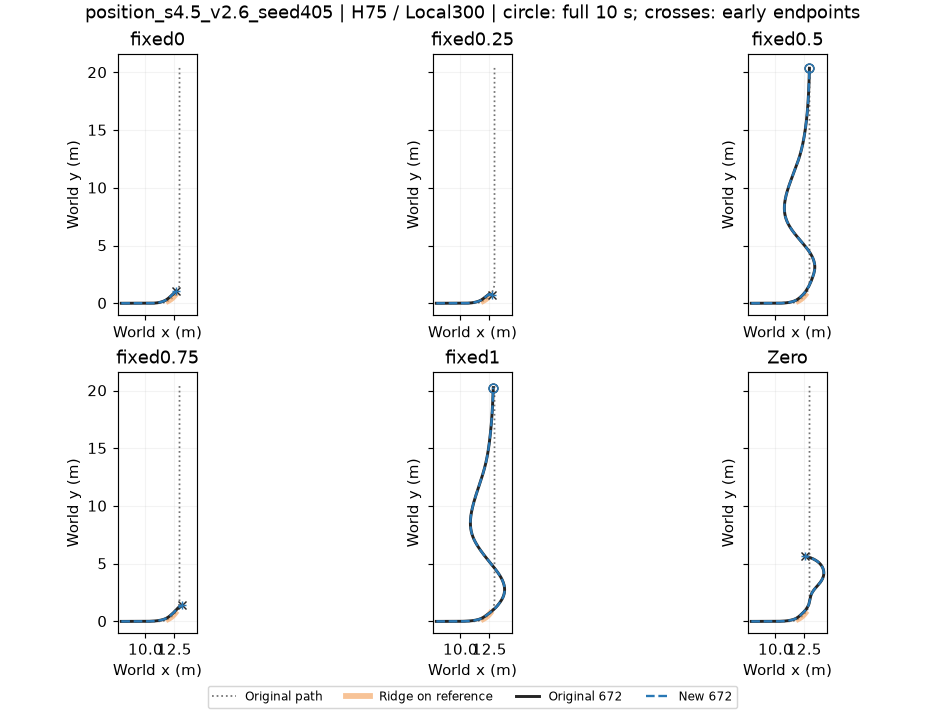 position_s4.5_v2.6_seed405 | H75 / Local300 | circle: full 10 s; crosses: early endpoints
fixed0
fixed0.25
fixed0.5
20
15
10
5
0
World y (m)
World y (m)
World y (m)
World x (m)
World x (m)
World x (m)
fixed0.75
fixed1
Zero
20
15
10
5
0
World y (m)
World y (m)
World y (m)
10.0 12.5
10.0 12.5
10.0 12.5
World x (m)
World x (m)
World x (m)
Original path
Ridge on reference
Original 672
New 672